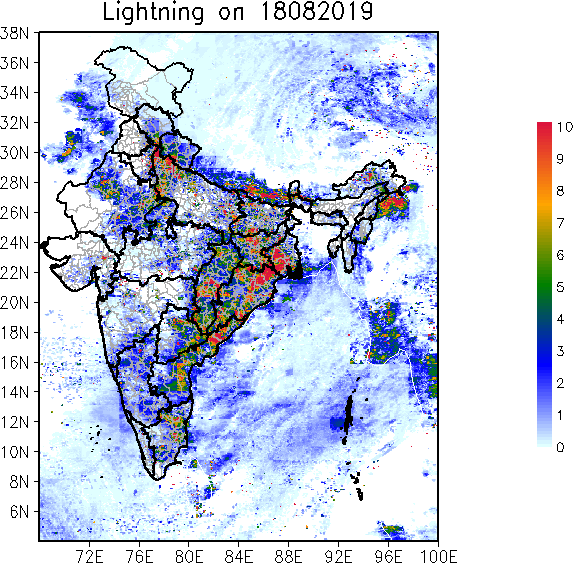 Lightning on 18082019
38N
36N
34N
32N
30N
28N
26N
24N
22N
20N
18N
16N
14N
12N
10N
8N
6N
72E 76E 80E 84E 88E 92E 96E 100E
10
9
8
7
6
5
4
3
2
1
0